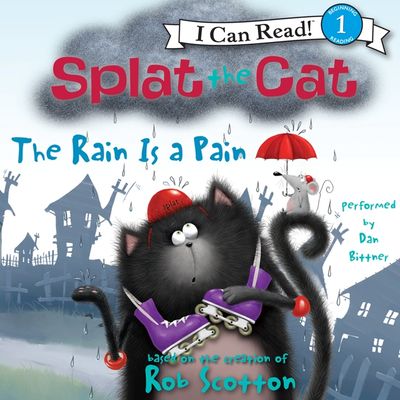 I Can Read!
BEGINNING
1
READING
Splat the Cat
The Rain Is a Pain
Splat
performed
by
Dan
Bittner
based on the creation of
Rob Scotton